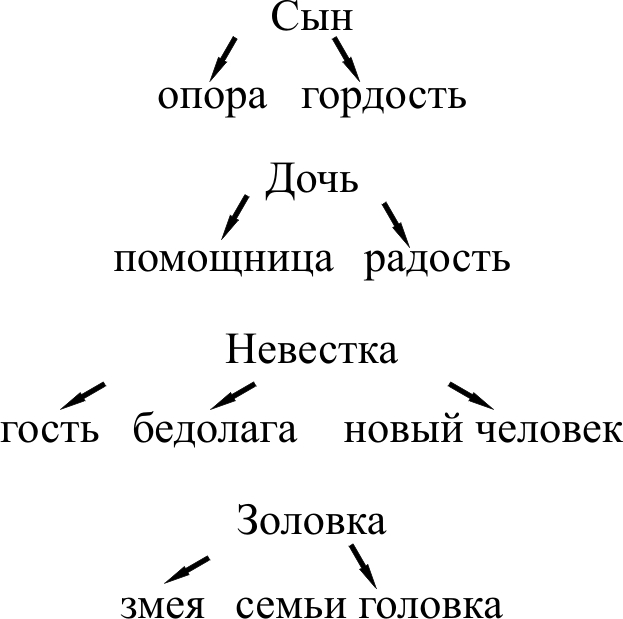 Сын
опора гордость
Дочь
помощница радость
Невестка
гость бедолага новый человек
Золовка
змея семьи головка